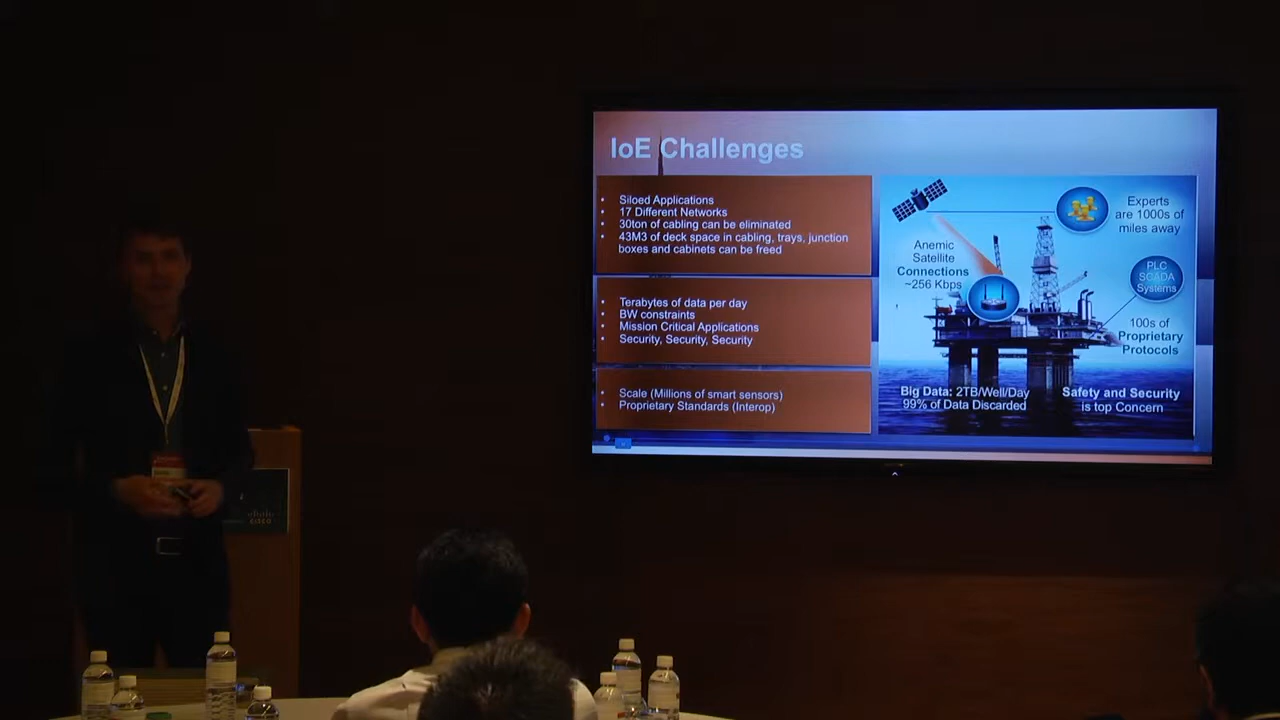 IoE Challenges
• Siloed Applications
• 17 Different Networks
• 30ton of cabling can be eliminated
• 43M3 of deck space in cabling, trays, junction
boxes and cabinets can be freed
• Terabytes of data per day
• BW constraints
• Mission Critical Applications
• Security, Security, Security
• Scale (Millions of smart sensors)
• Proprietary Standards (Interop)
Experts
are 1000s of
miles away
Anemic
Satellite
Connections
~256 Kbps
PLC
SCADA
Systems
100s of
Proprietary
Protocols
Big Data: 2TB/Well/Day
99% of Data Discarded
Safety and Security
is top Concern
CISCO